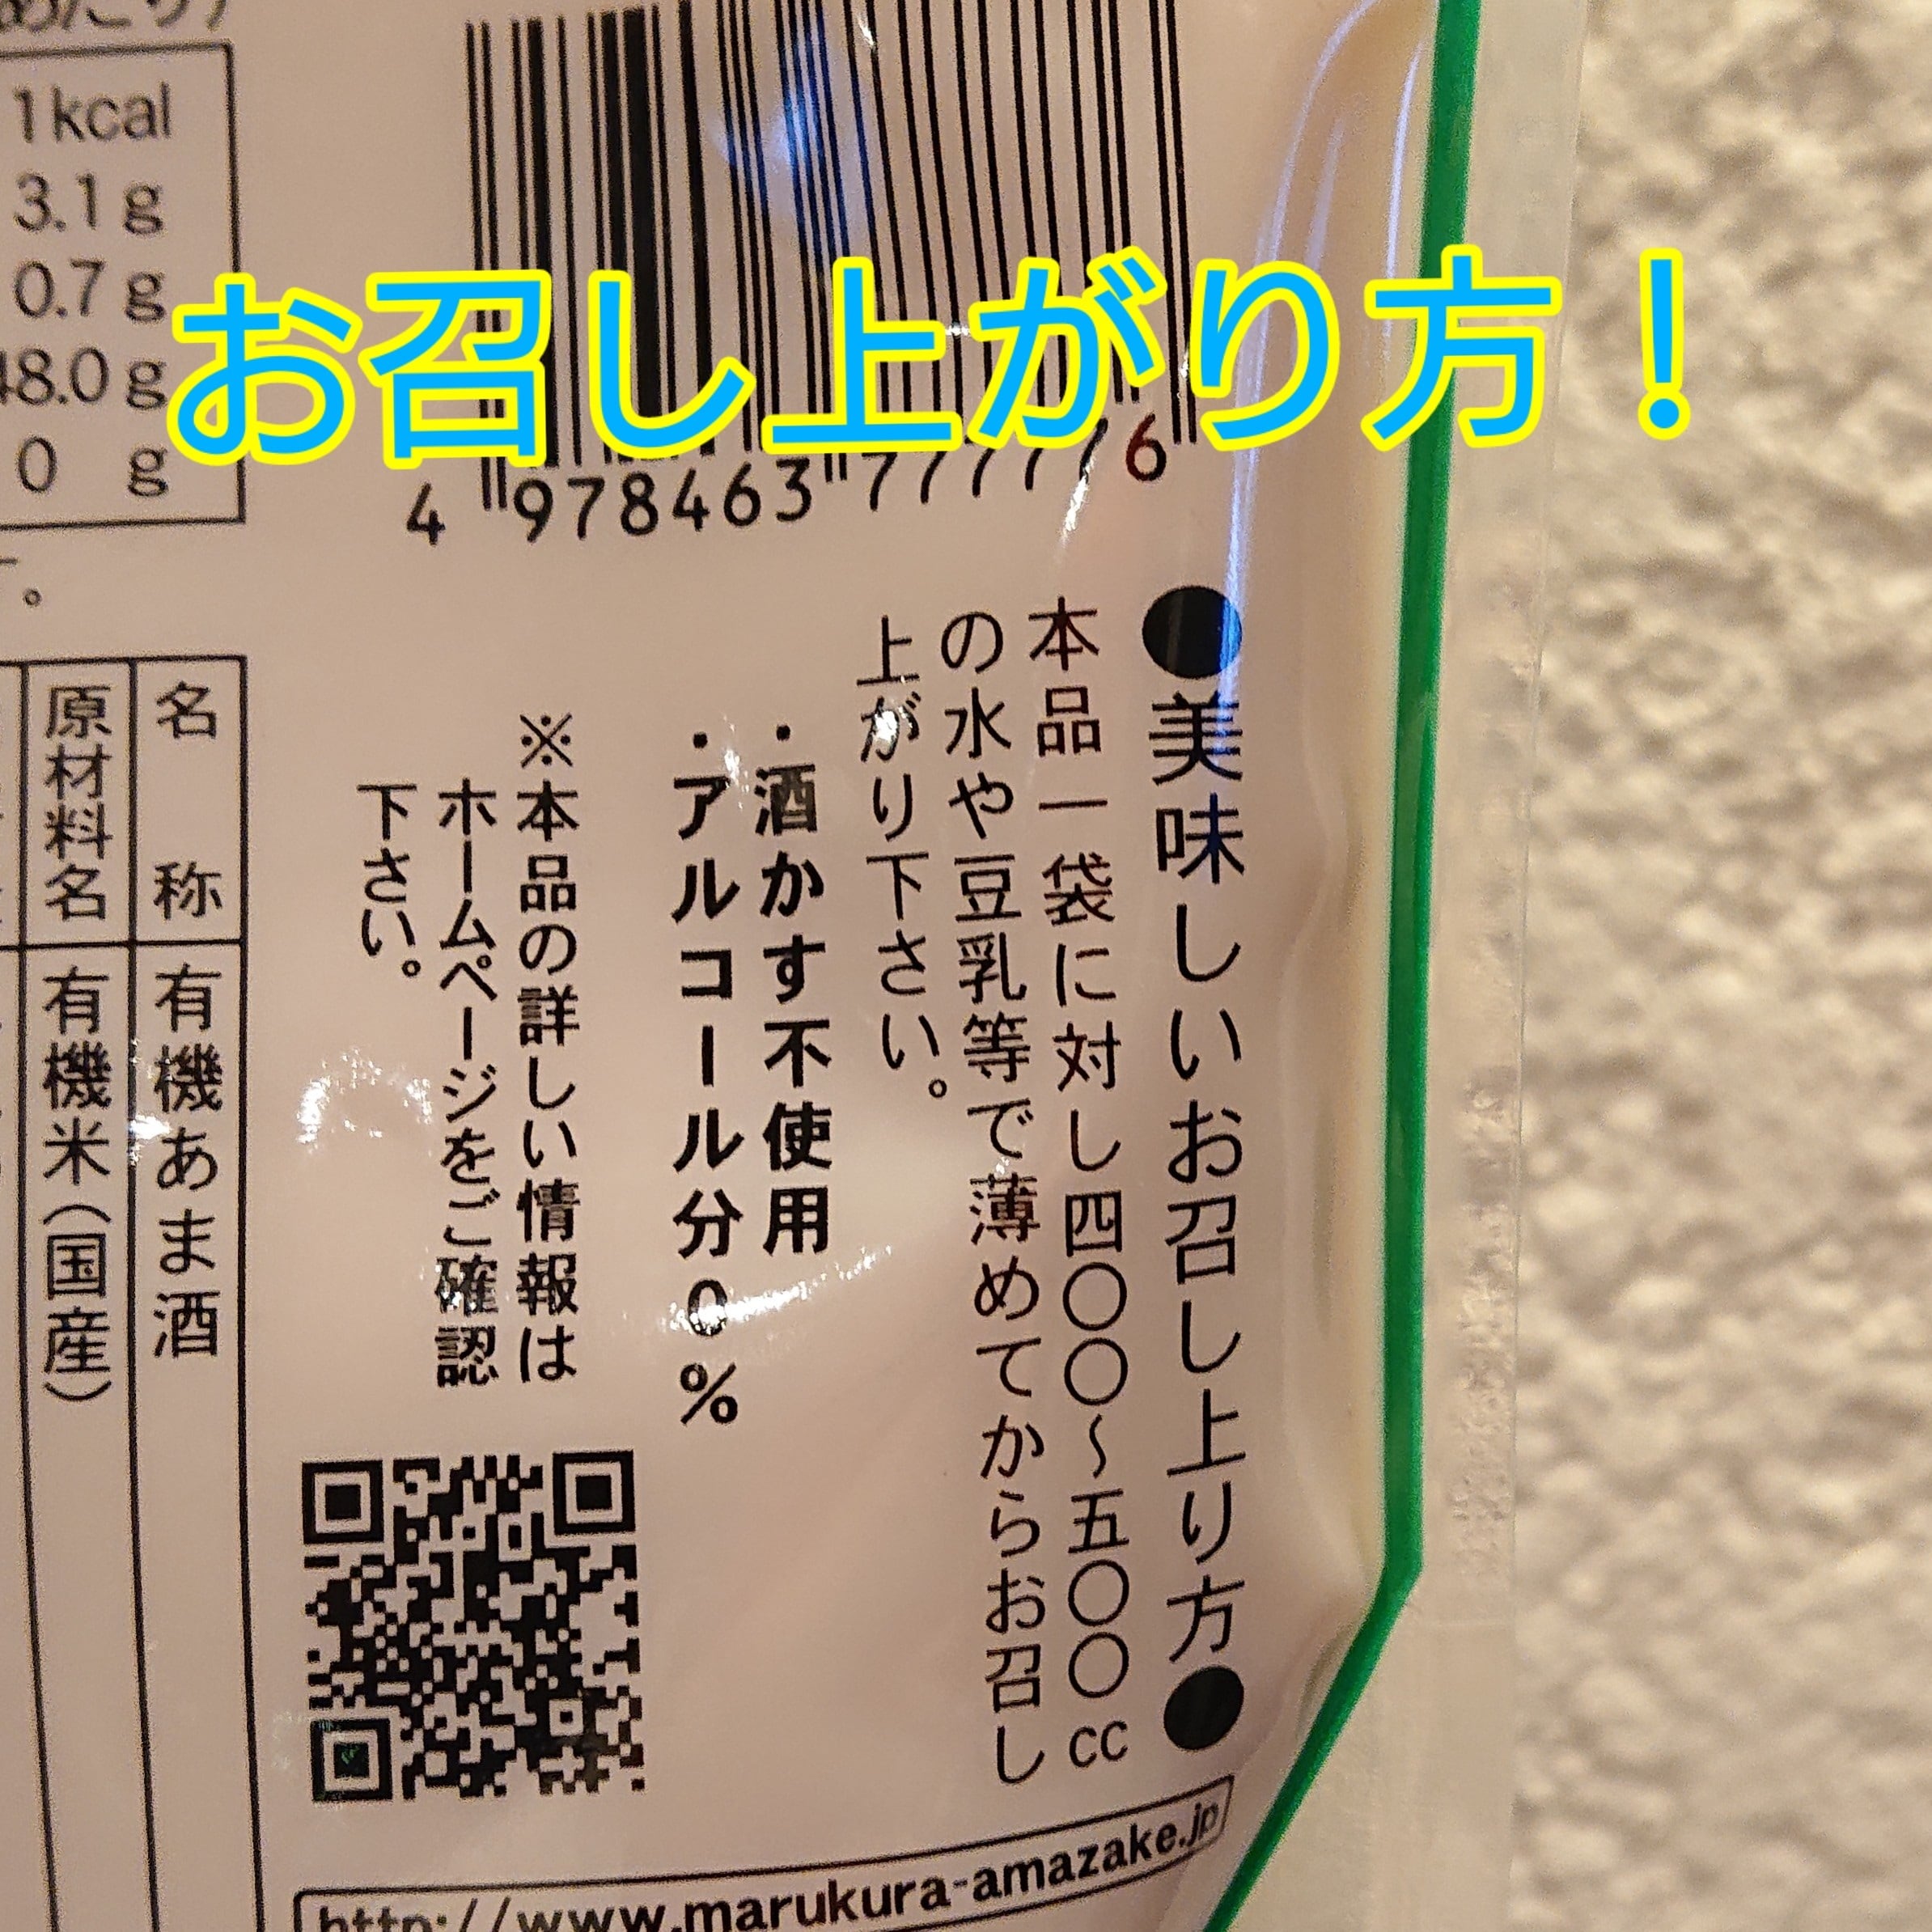 お召し上がり方！
1kcal
3.1g
0.7g
48.0g
0 g
4 978463 777776
●美味しいお召し上り方●
本品一袋に対し四〇〇～五〇〇cc
の水や豆乳等で薄めてからお召し
上がり下さい。
・酒かす不使用
・アルコール分0％
※本品の詳しい情報は
ホームページをご確認
下さい。
名称
有機あま酒
原材料名
有機米（国産）
http://www.marukura-amazake.jp